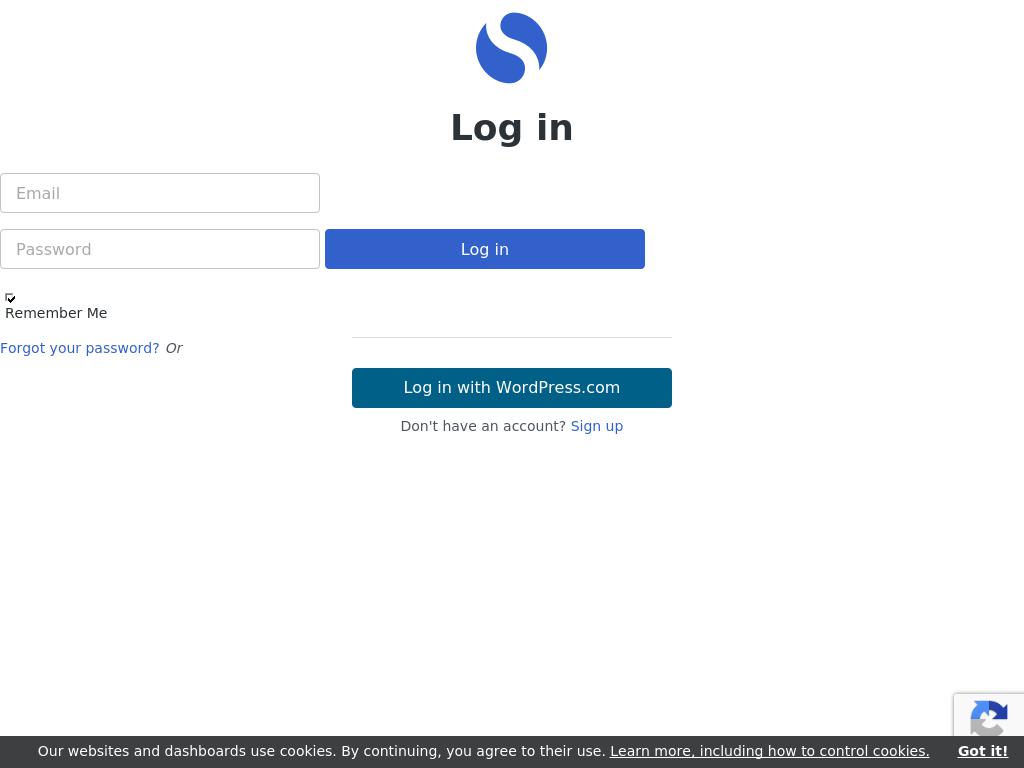 Log in
Email
Password
Log in
Remember Me
Forgot your password? Or
Log in with WordPress.com
Don't have an account? Sign up
Our websites and dashboards use cookies. By continuing, you agree to their use. Learn more, including how to control cookies.
Got it!